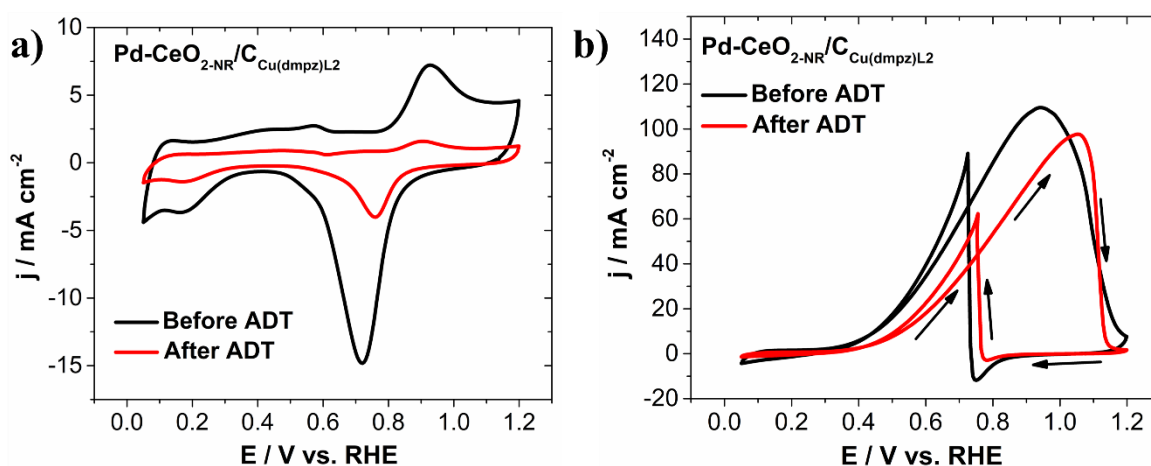 a)
Pd-CeO2-NR/CCu(dmpz)L2
Before ADT
After ADT
10
5
0
-5
-10
-15
j / mA cm-2
0.0 0.2 0.4 0.6 0.8 1.0 1.2
E / V vs. RHE
b)
Pd-CeO2-NR/CCu(dmpz)L2
Before ADT
After ADT
140
120
100
80
60
40
20
0
-20
j / mA cm-2
0.0 0.2 0.4 0.6 0.8 1.0 1.2
E / V vs. RHE